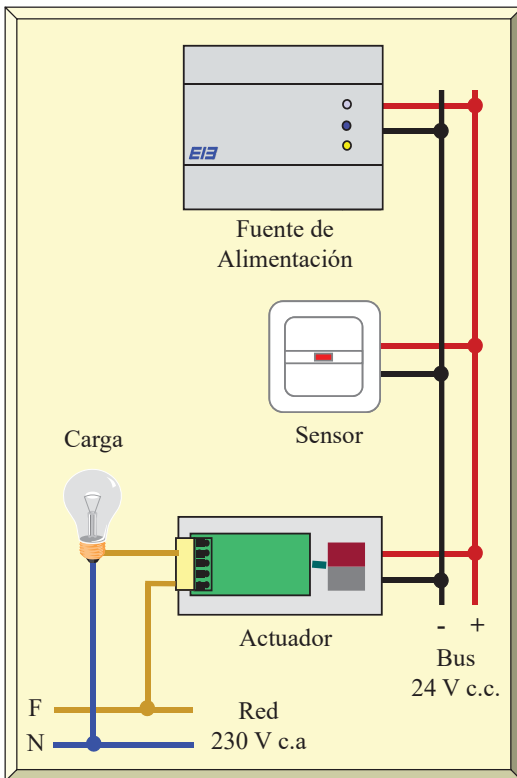 EIB
Fuente de
Alimentación
Sensor
Carga
Actuador
- +
Bus
24 V c.c.
F
Red
N
230 V c.a